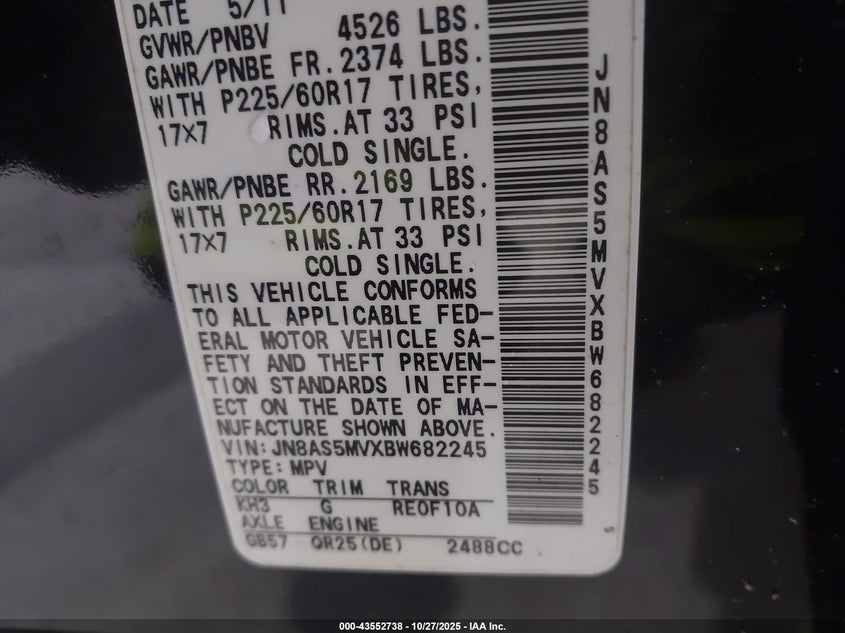 DATE 5/11
GVWR/PNBV 4526 LBS.
GAWR/PNBE FR. 2374 LBS.
WITH P225/60R17 TIRES,
17X7 RIMS. AT 33 PSI
COLD SINGLE.
GAWR/PNBE RR. 2169 LBS.
WITH P225/60R17 TIRES,
17X7 RIMS. AT 33 PSI
COLD SINGLE.
THIS VEHICLE CONFORMS
TO ALL APPLICABLE FED-
ERAL MOTOR VEHICLE SA-
FETY AND THEFT PREVEN-
TION STANDARDS IN EFF-
ECT ON THE DATE OF MA-
NUFACTURE SHOWN ABOVE.
VIN: JN8AS5MVXBW682245
TYPE: MPV
COLOR TRIM TRANS
KH3 G RE0F10A
AXLE ENGINE
GB57 QR25(DE) 2488CC
JN8AS5MVXBW682245
000-43552738 - 10/27/2025 - IAA Inc.